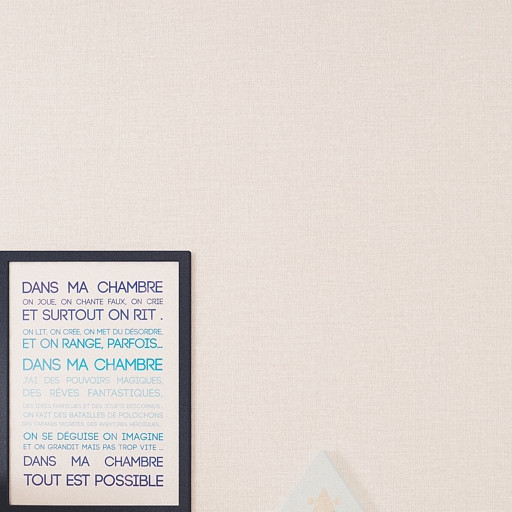 DANS MA CHAMBRE
ON JOUE, ON CHANTE FAUX, ON CRIE
ET SURTOUT ON RIT .
ON LIT, ON CRÉE, ON MET DU DÉSORDRE,
ET ON RANGE, PARFOIS...
DANS MA CHAMBRE
J'AI DES POUVOIRS MAGIQUES,
DES RÊVES FANTASTIQUES,
ON FAIT DES BATAILLES DE POLOCHONS
ON SE DÉGUISE ON IMAGINE
ET ON GRANDIT MAIS PAS TROP VITE ...
DANS MA CHAMBRE
TOUT EST POSSIBLE